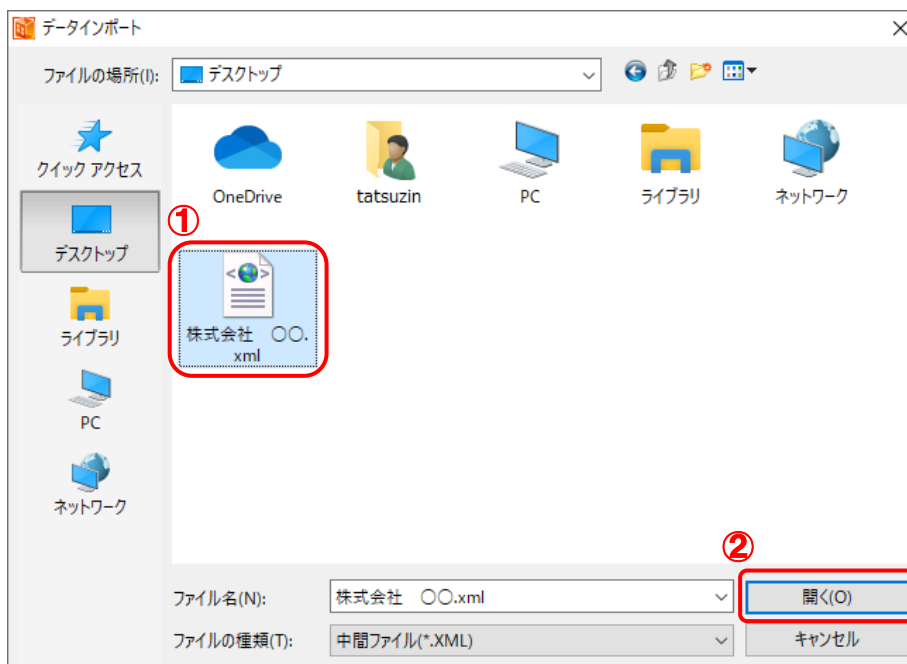 データインポート
ファイルの場所(I):
デスクトップ
クイック アクセス
デスクトップ
ライブラリ
PC
ネットワーク
OneDrive
tatsuzin
PC
ライブラリ
ネットワーク
①
株式会社　〇〇.
xml
②
ファイル名(N):
株式会社　〇〇.xml
開く(O)
ファイルの種類(T):
中間ファイル(*.XML)
キャンセル